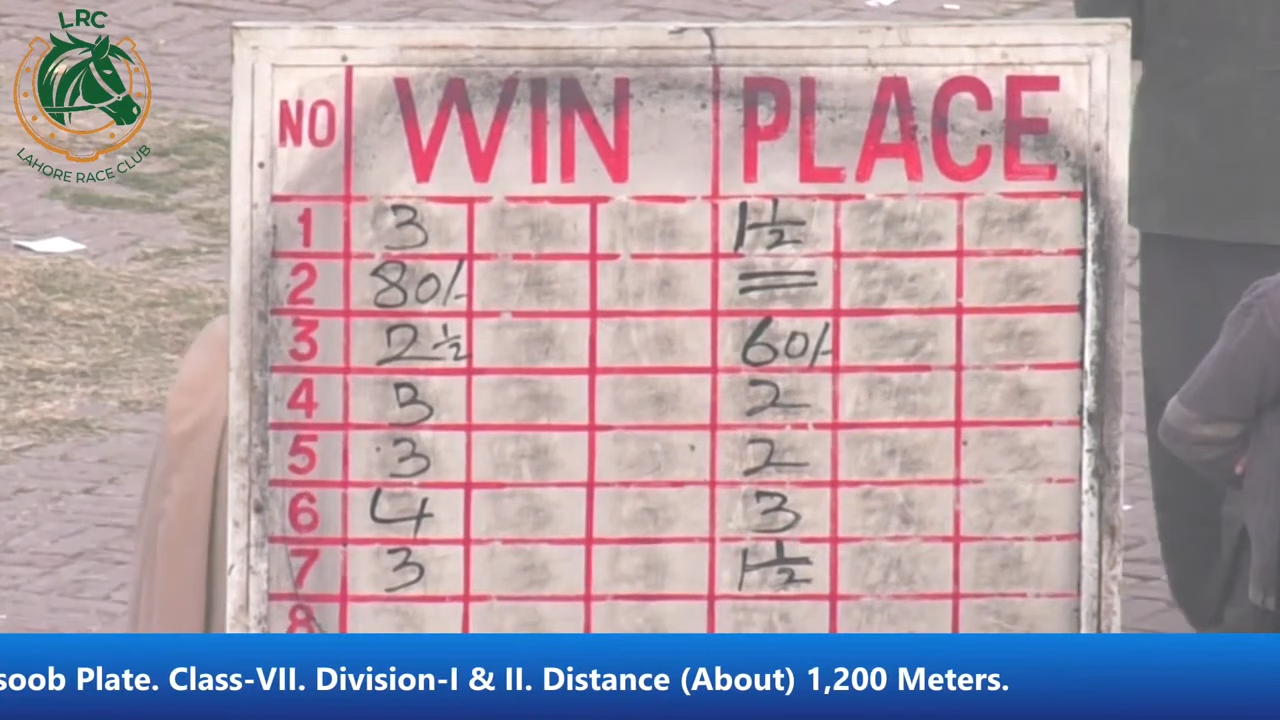 LRC
LAHORE RACE CLUB
NO WIN PLACE
1 3 1½
2 80/- =
3 2½ 60/-
4 3 2
5 3 2
6 4 3
7 3 1½
8
soob Plate. Class-VII. Division-I & II. Distance (About) 1,200 Meters.